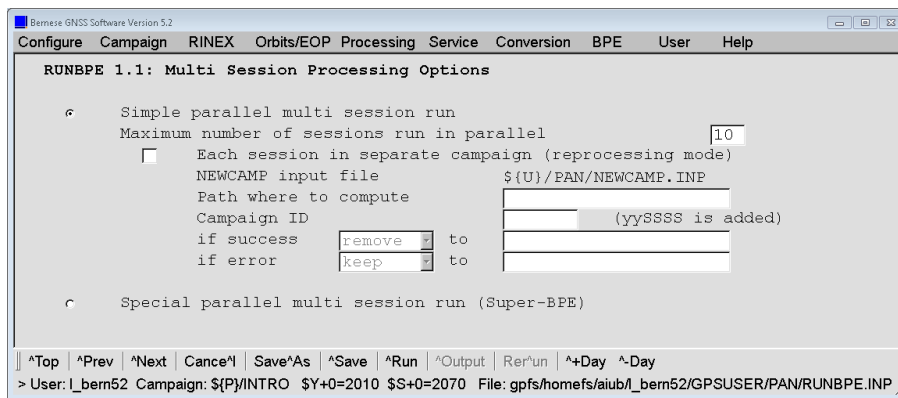 Bernese GNSS Software Version 5.2
Configure Campaign RINEX Orbits/EOP Processing Service Conversion BPE User Help
RUNBPE 1.1: Multi Session Processing Options
Simple parallel multi session run
Maximum number of sessions run in parallel 10
Each session in separate campaign (reprocessing mode)
NEWCAMP input file ${U}/PAN/NEWCAMP.INP
Path where to compute
Campaign ID (yySSSS is added)
if success remove to
if error keep to
Special parallel multi session run (Super-BPE)
^Top ^Prev ^Next Cance^l Save^As ^Save ^Run ^Output Rer^un ^+Day ^-Day
> User: l_bern52 Campaign: ${P}/INTRO $Y+0=2010 $S+0=2070 File: gpfs/homefs/aiub/l_bern52/GPSUSER/PAN/RUNBPE.INP